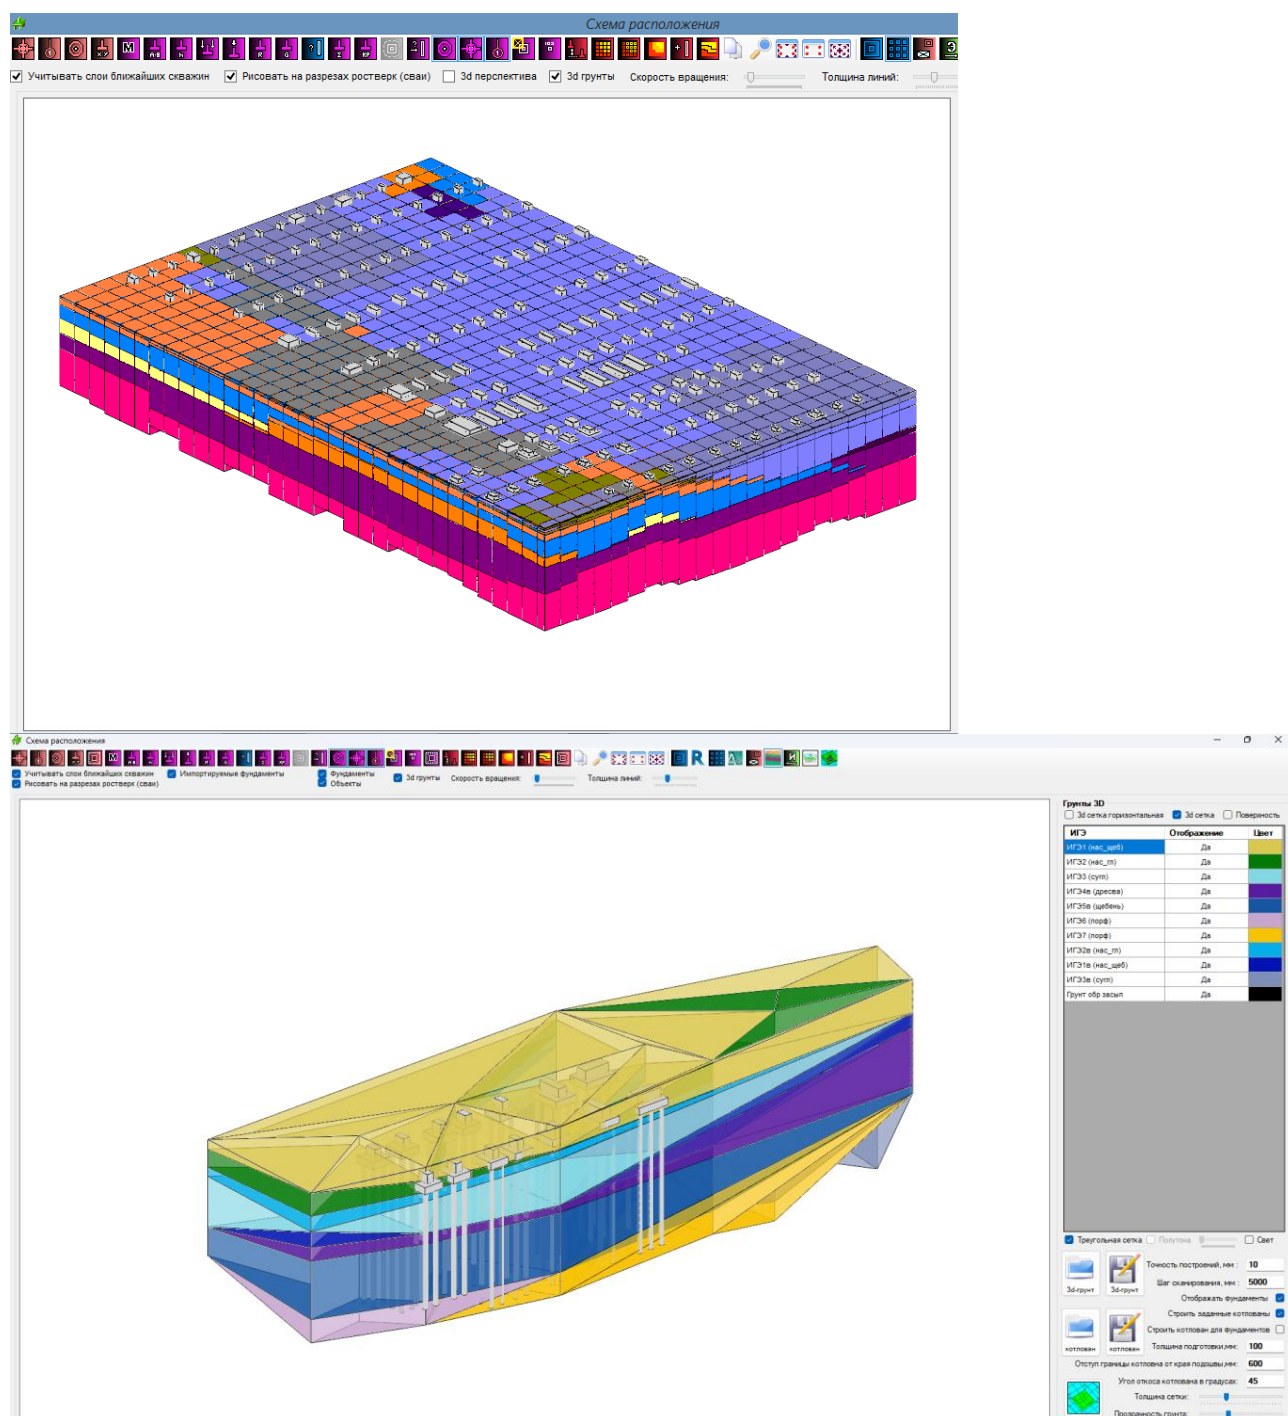 Схема расположения
Учитывать слои ближайших скважин Рисовать на разрезах ростверк (сваи) 3d перспектива 3d грунты Скорость вращения: Толщина линий:
Схема расположения
Учитывать слои ближайших скважин Импортируемые фундаменты Фундаменты 3d грунты Скорость вращения: Толщина линий:
Рисовать на разрезах ростверк (сваи) Объекты
Грунты 3D
3d сетка горизонтальная 3d сетка Поверхность
ИГЭ Отображение Цвет
ИГЭ1 (нас_щеб) Да
ИГЭ2 (нас_гл) Да
ИГЭ3 (сугл) Да
ИГЭ4в (дресва) Да
ИГЭ5в (щебень) Да
ИГЭ6 (порф) Да
ИГЭ7 (порф) Да
ИГЭ2в (нас_гл) Да
ИГЭ1в (нас_щеб) Да
ИГЭ3в (сугл) Да
Грунт обр засып Да
Треугольная сетка Полутона Свет
Точность построений, мм : 10
Шаг сканирования, мм : 5000
3d-грунт 3d-грунт
Отображать фундаменты
Строить заданные котлованы
Строить котлован для фундаментов
котлован котлован
Толщина подготовки,мм: 100
Отступ границы котловна от края подошвы,мм: 600
Угол откоса котлована в градусах: 45
Толщина сетки:
Прозрачность грунта: